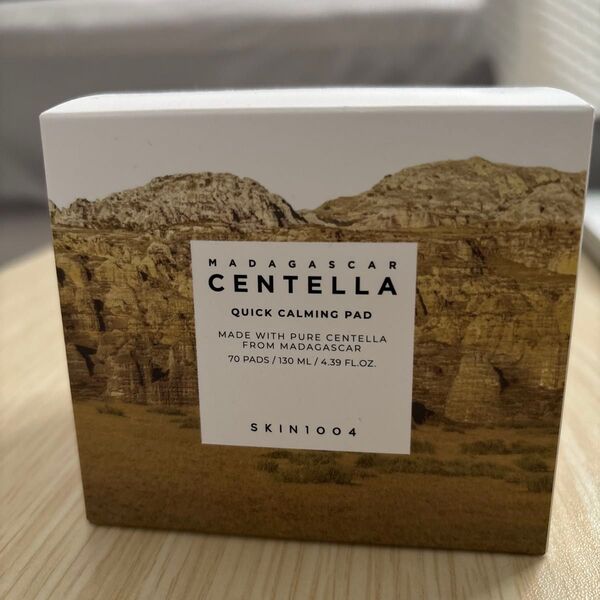 MADAGASCAR
CENTELLA
QUICK CALMING PAD
MADE WITH PURE CENTELLA
FROM MADAGASCAR
70 PADS / 130 ML / 4.39 FL.OZ.
SKIN1004